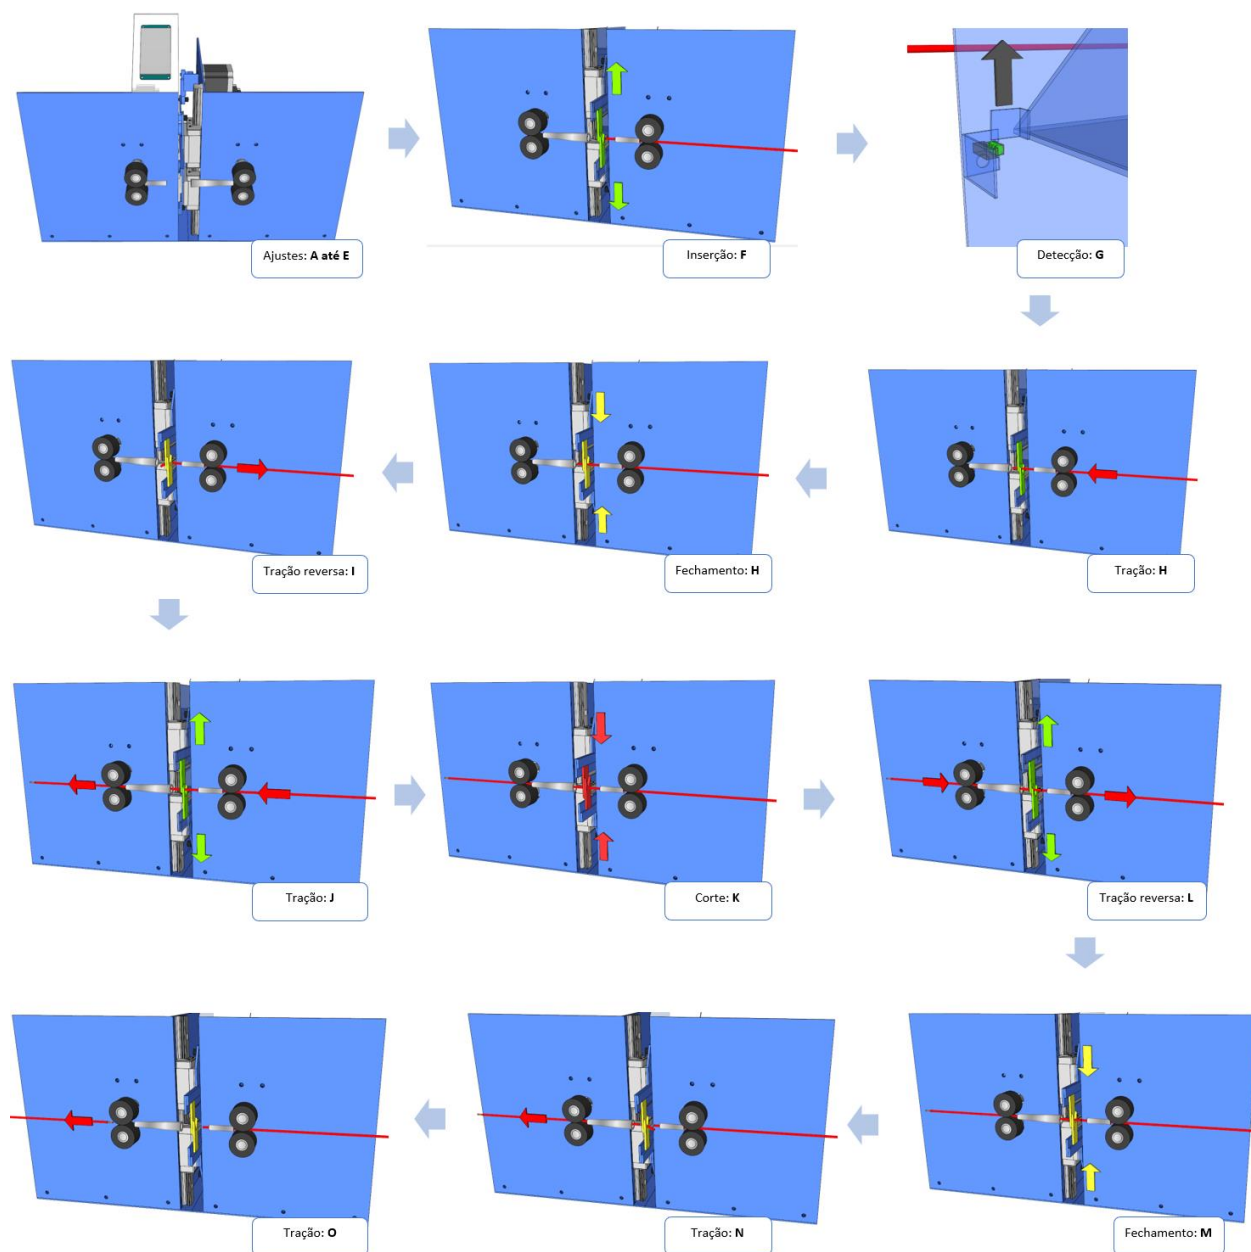 Ajustes: A até E
Inserção: F
Detecção: G
Tração reversa: I
Fechamento: H
Tração: H
Tração: J
Corte: K
Tração reversa: L
Tração: O
Tração: N
Fechamento: M